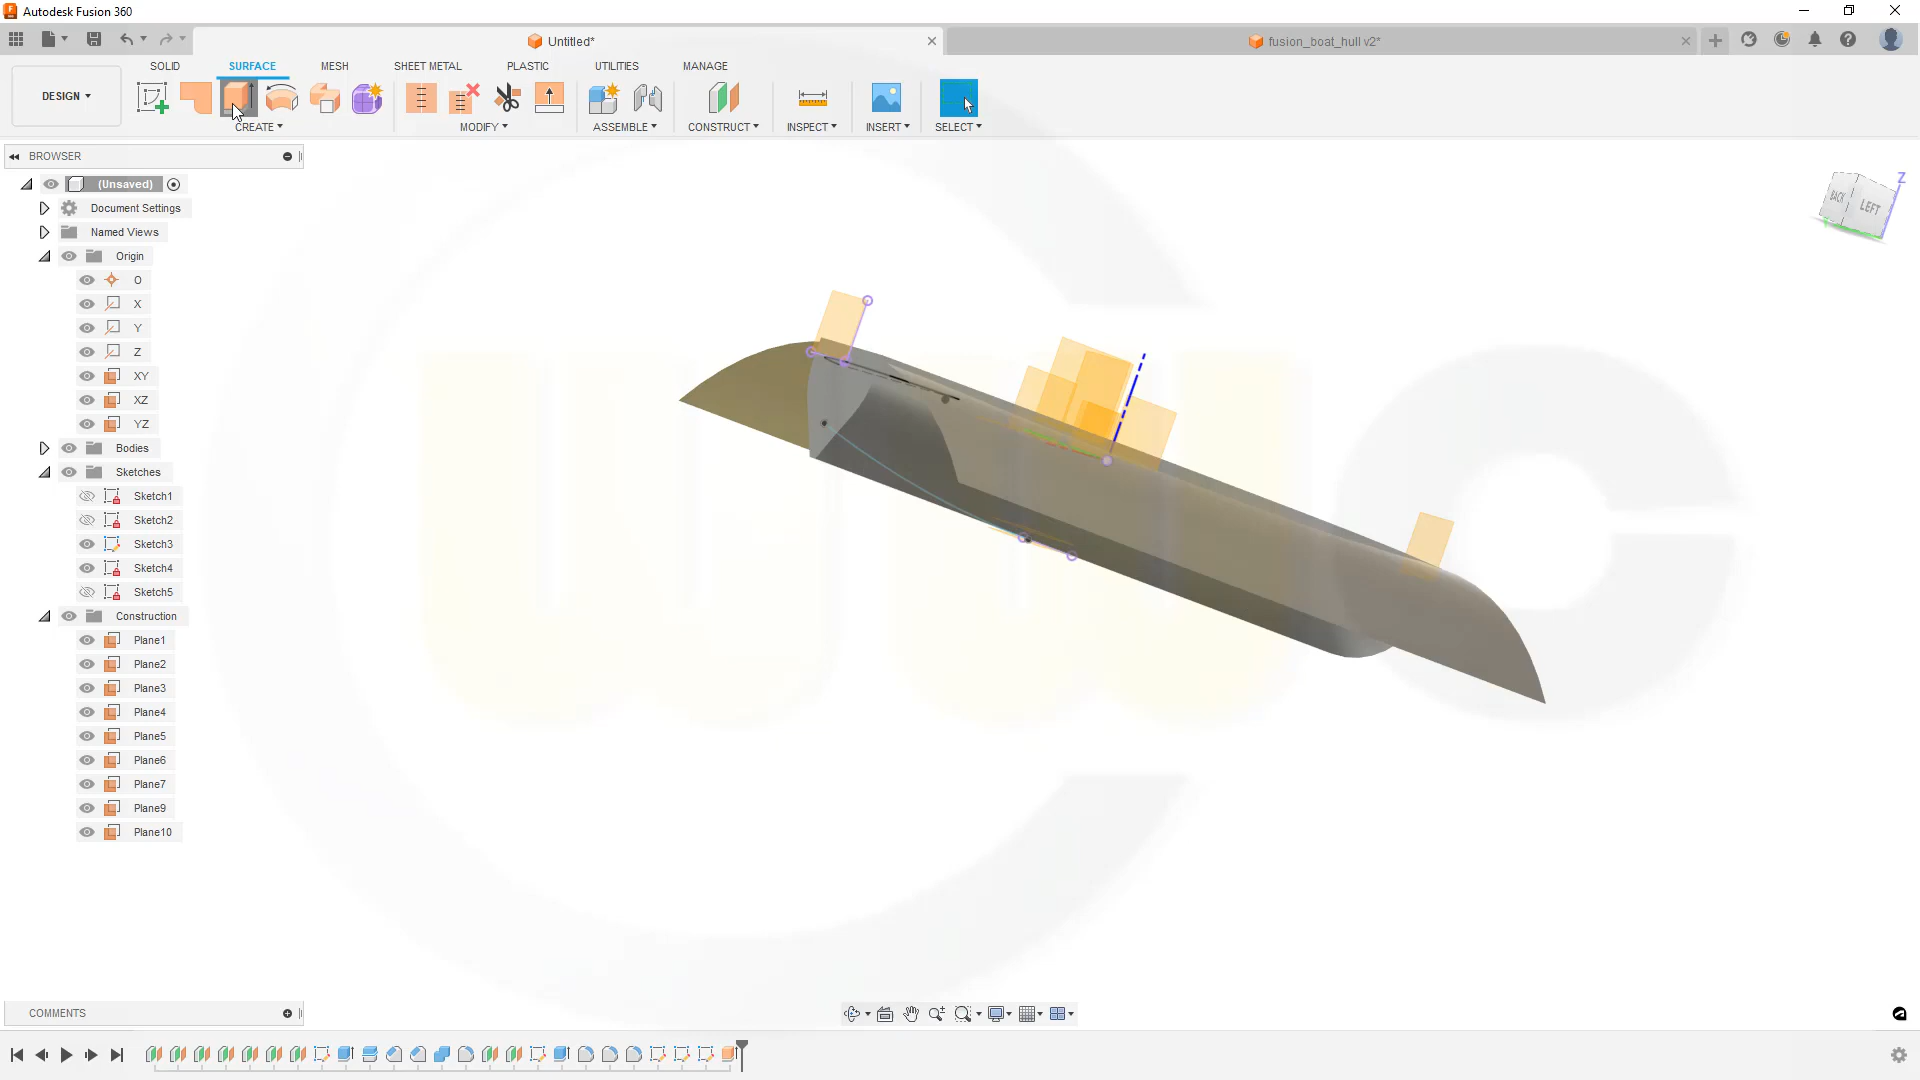 Autodesk Fusion 360
Untitled*
fusion_boat_hull v2*
SOLID
SURFACE
MESH
SHEET METAL
PLASTIC
UTILITIES
MANAGE
DESIGN
CREATE
MODIFY
ASSEMBLE
CONSTRUCT
INSPECT
INSERT
SELECT
BROWSER
(Unsaved)
Document Settings
Named Views
Origin
O
X
Y
Z
XY
XZ
YZ
Bodies
Sketches
Sketch1
Sketch2
Sketch3
Sketch4
Sketch5
Construction
Plane1
Plane2
Plane3
Plane4
Plane5
Plane6
Plane7
Plane9
Plane10
BACK
LEFT
Z
COMMENTS